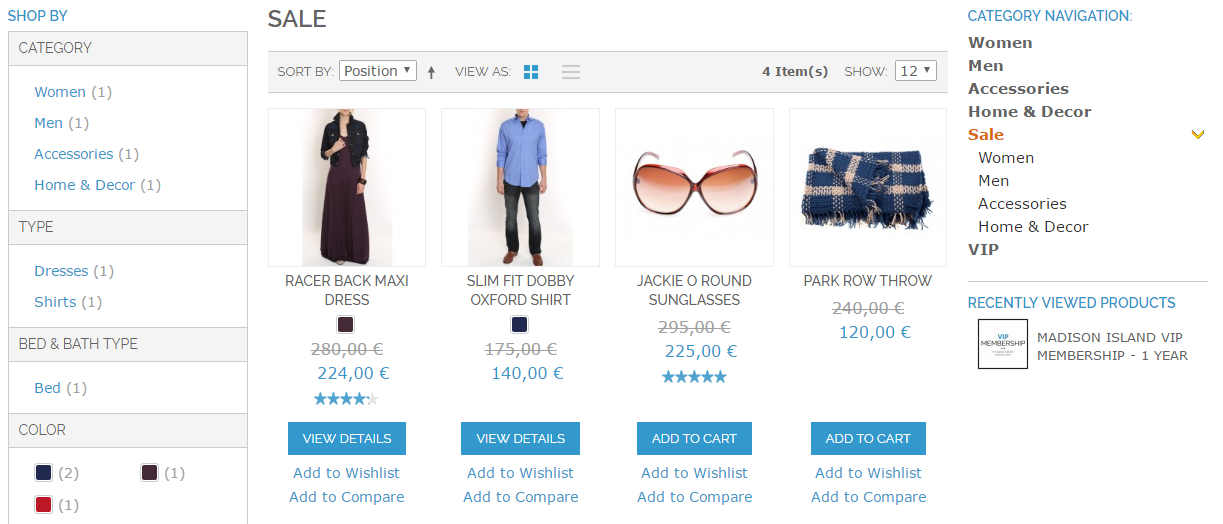 SHOP BY
CATEGORY
Women (1)
Men (1)
Accessories (1)
Home & Decor (1)
TYPE
Dresses (1)
Shirts (1)
BED & BATH TYPE
Bed (1)
COLOR
(2)
(1)
(1)
SALE
SORT BY: Position VIEW AS: 4 Item(s) SHOW: 12
RACER BACK MAXI
DRESS
280,00 €
224,00 €
VIEW DETAILS
Add to Wishlist
Add to Compare
SLIM FIT DOBBY
OXFORD SHIRT
175,00 €
140,00 €
VIEW DETAILS
Add to Wishlist
Add to Compare
JACKIE O ROUND
SUNGLASSES
295,00 €
225,00 €
ADD TO CART
Add to Wishlist
Add to Compare
PARK ROW THROW
240,00 €
120,00 €
ADD TO CART
Add to Wishlist
Add to Compare
CATEGORY NAVIGATION:
Women
Men
Accessories
Home & Decor
Sale
Women
Men
Accessories
Home & Decor
VIP
RECENTLY VIEWED PRODUCTS
VIP
MEMBERSHIP
MADISON ISLAND VIP
MEMBERSHIP - 1 YEAR